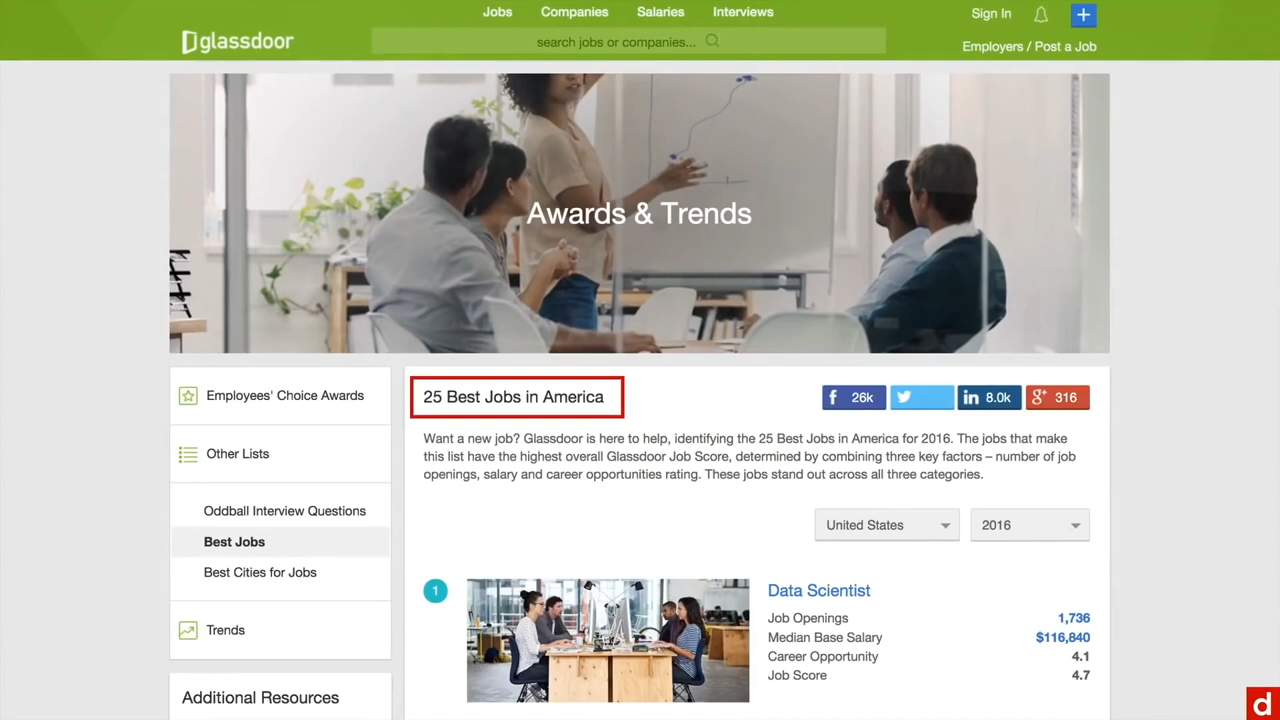 Jobs Companies Salaries Interviews
Sign In
glassdoor
search jobs or companies...
Employers / Post a Job
Awards & Trends
Employees' Choice Awards
Other Lists
Oddball Interview Questions
Best Jobs
Best Cities for Jobs
Trends
Additional Resources
25 Best Jobs in America
f 26k
in 8.0k
g+ 316
Want a new job? Glassdoor is here to help, identifying the 25 Best Jobs in America for 2016. The jobs that make
this list have the highest overall Glassdoor Job Score, determined by combining three key factors – number of job
openings, salary and career opportunities rating. These jobs stand out across all three categories.
United States
2016
1
Data Scientist
Job Openings 1,736
Median Base Salary $116,840
Career Opportunity 4.1
Job Score 4.7
d